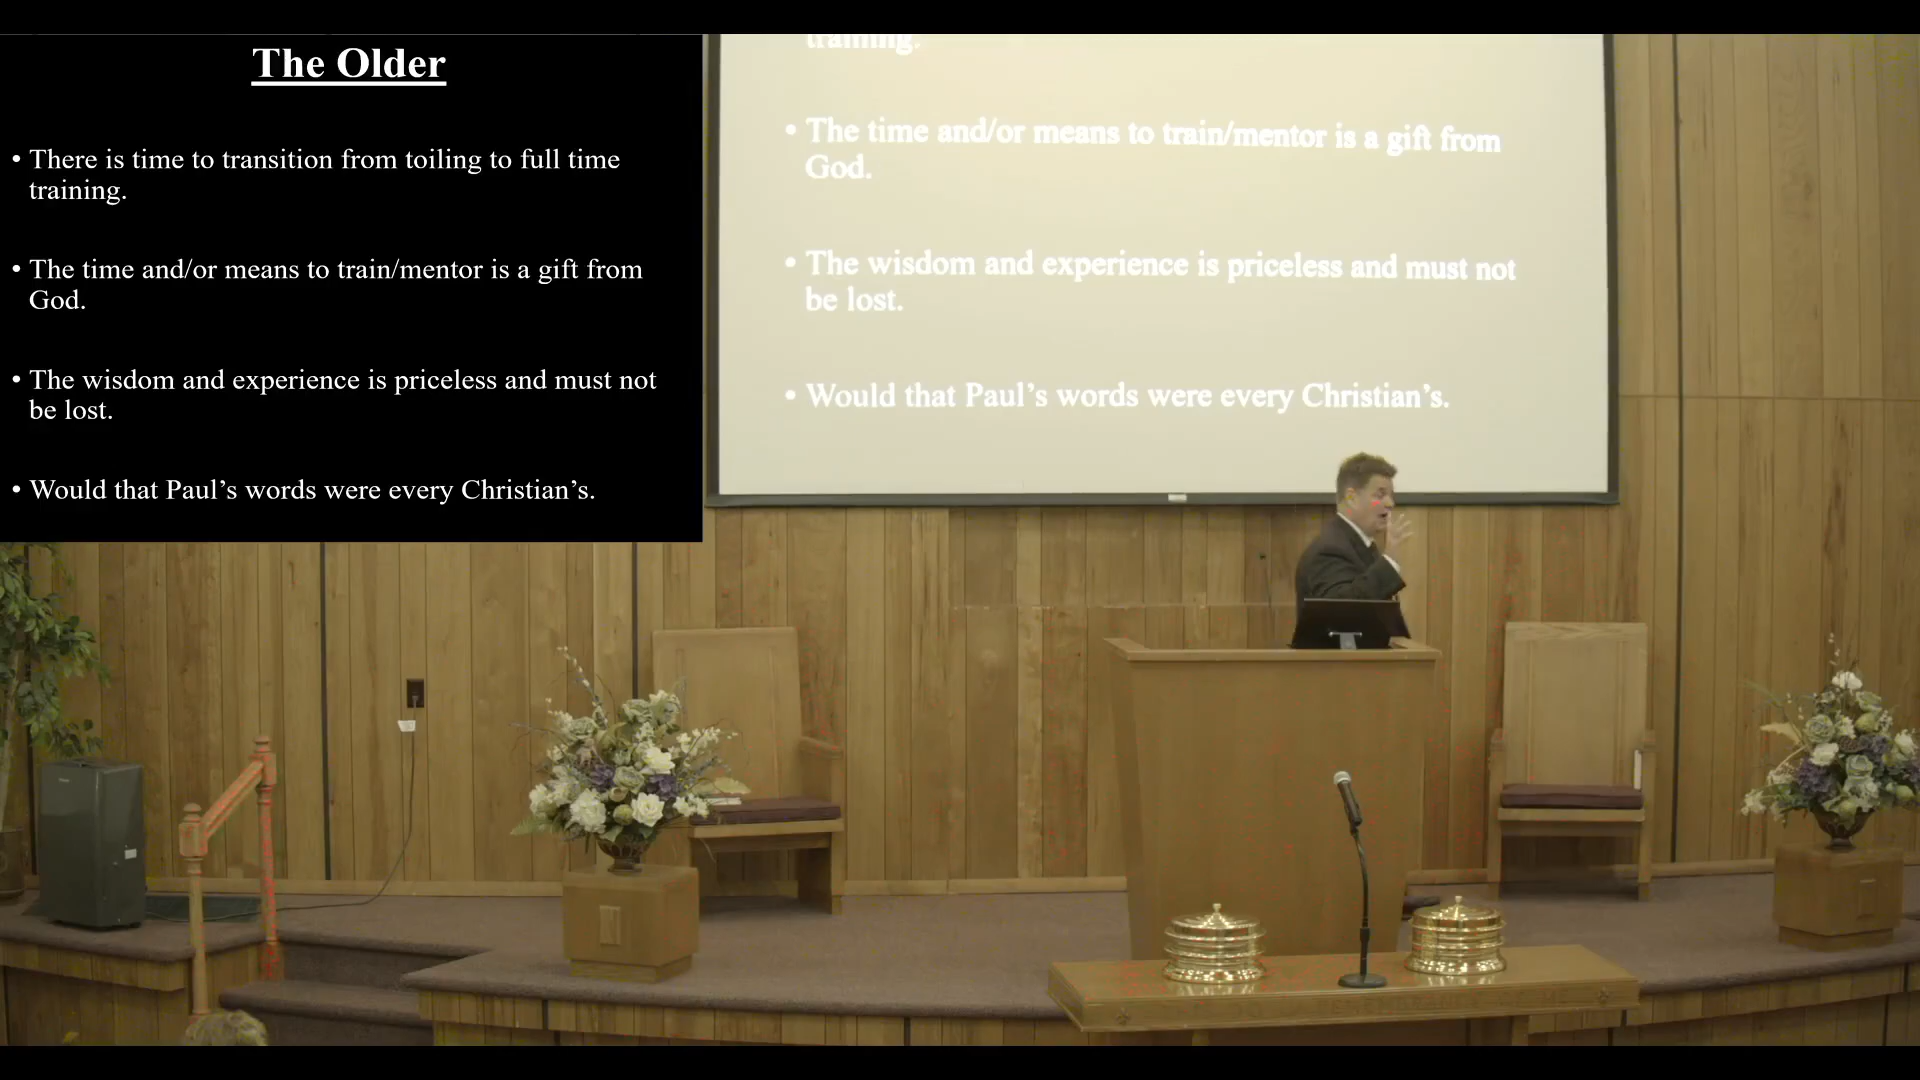 The Older
• There is time to transition from toiling to full time
training.
• The time and/or means to train/mentor is a gift from
God.
• The wisdom and experience is priceless and must not
be lost.
• Would that Paul’s words were every Christian’s.
training.
• The time and/or means to train/mentor is a gift from
God.
• The wisdom and experience is priceless and must not
be lost.
• Would that Paul’s words were every Christian’s.